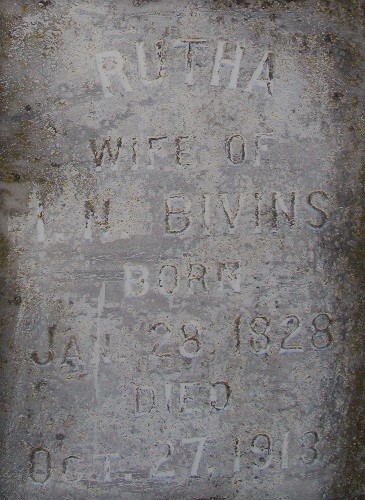 RUTHA
WIFE OF
I. N. BIVINS
BORN
JAN. 28, 1828
DIED
OCT. 27, 1913